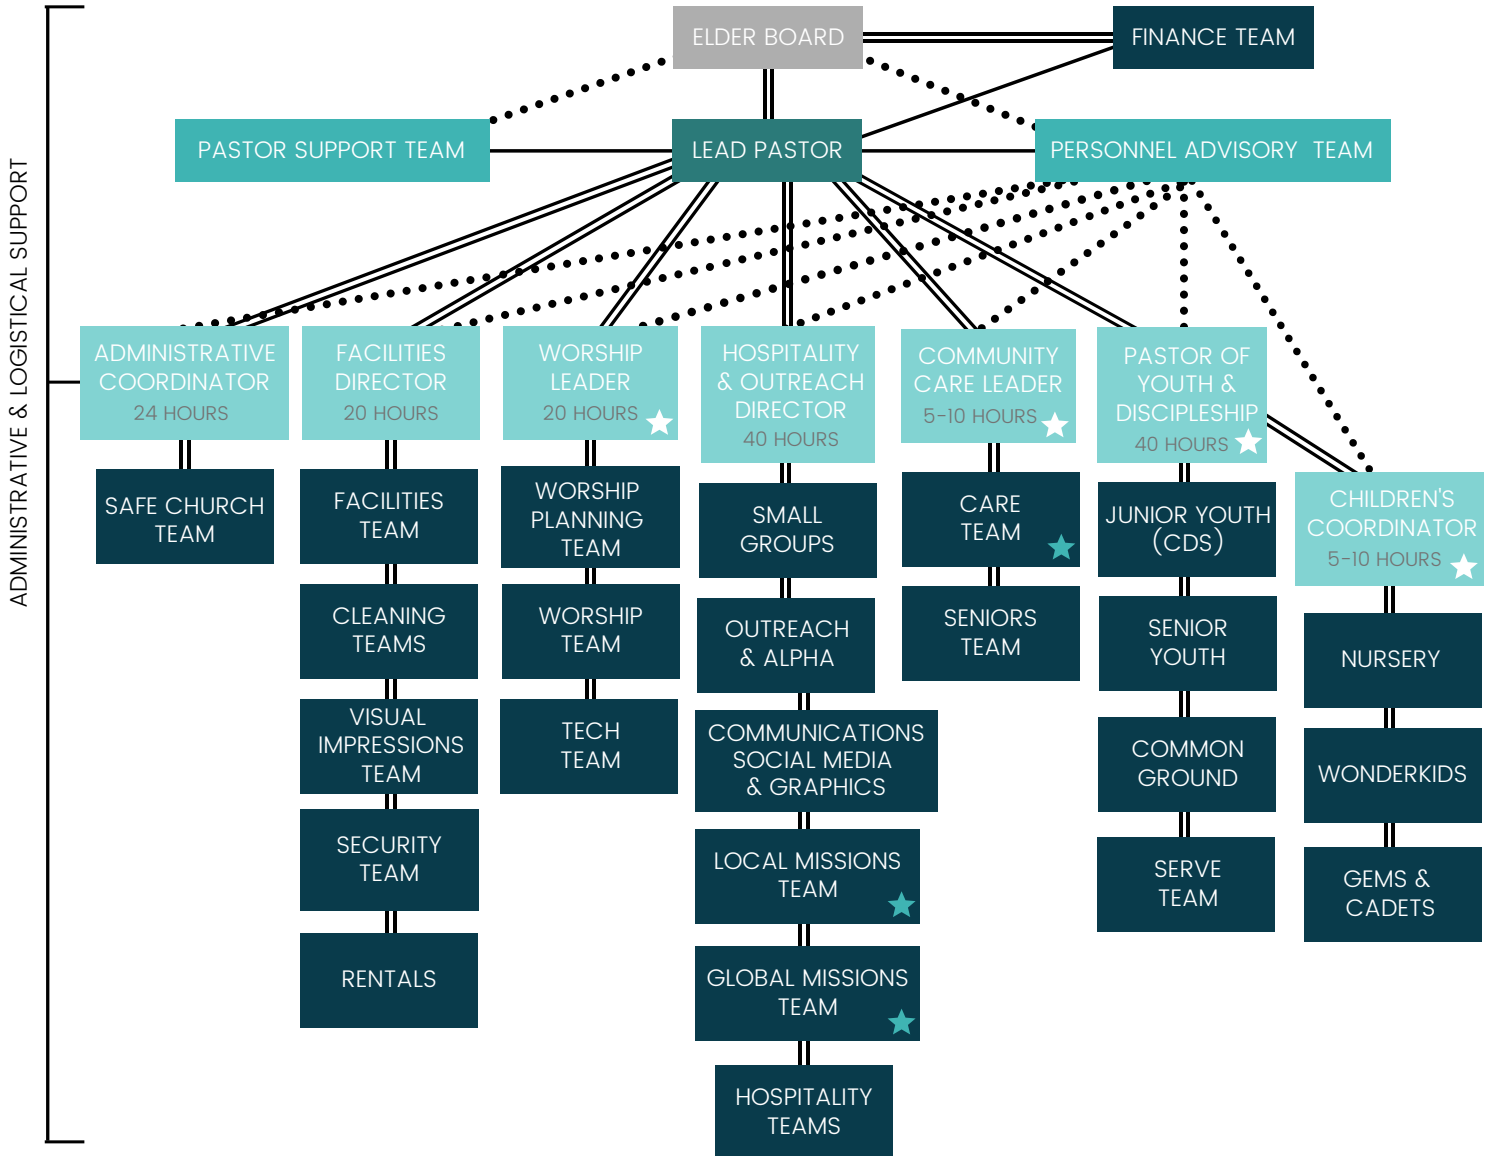 ELDER BOARD
FINANCE TEAM
PASTOR SUPPORT TEAM
LEAD PASTOR
PERSONNEL ADVISORY TEAM
ADMINISTRATIVE & LOGISTICAL SUPPORT
ADMINISTRATIVE
COORDINATOR
24 HOURS
SAFE CHURCH
TEAM
FACILITIES
DIRECTOR
20 HOURS
FACILITIES
TEAM
CLEANING
TEAMS
VISUAL
IMPRESSIONS
TEAM
SECURITY
TEAM
RENTALS
WORSHIP
LEADER
20 HOURS
WORSHIP
PLANNING
TEAM
WORSHIP
TEAM
TECH
TEAM
HOSPITALITY
& OUTREACH
DIRECTOR
40 HOURS
SMALL
GROUPS
OUTREACH
& ALPHA
COMMUNICATIONS
SOCIAL MEDIA
& GRAPHICS
LOCAL MISSIONS
TEAM
GLOBAL MISSIONS
TEAM
HOSPITALITY
TEAMS
COMMUNITY
CARE LEADER
5-10 HOURS
CARE
TEAM
SENIORS
TEAM
PASTOR OF
YOUTH &
DISCIPLESHIP
40 HOURS
JUNIOR YOUTH
(CDS)
SENIOR
YOUTH
COMMON
GROUND
SERVE
TEAM
CHILDREN'S
COORDINATOR
5-10 HOURS
NURSERY
WONDERKIDS
GEMS &
CADETS